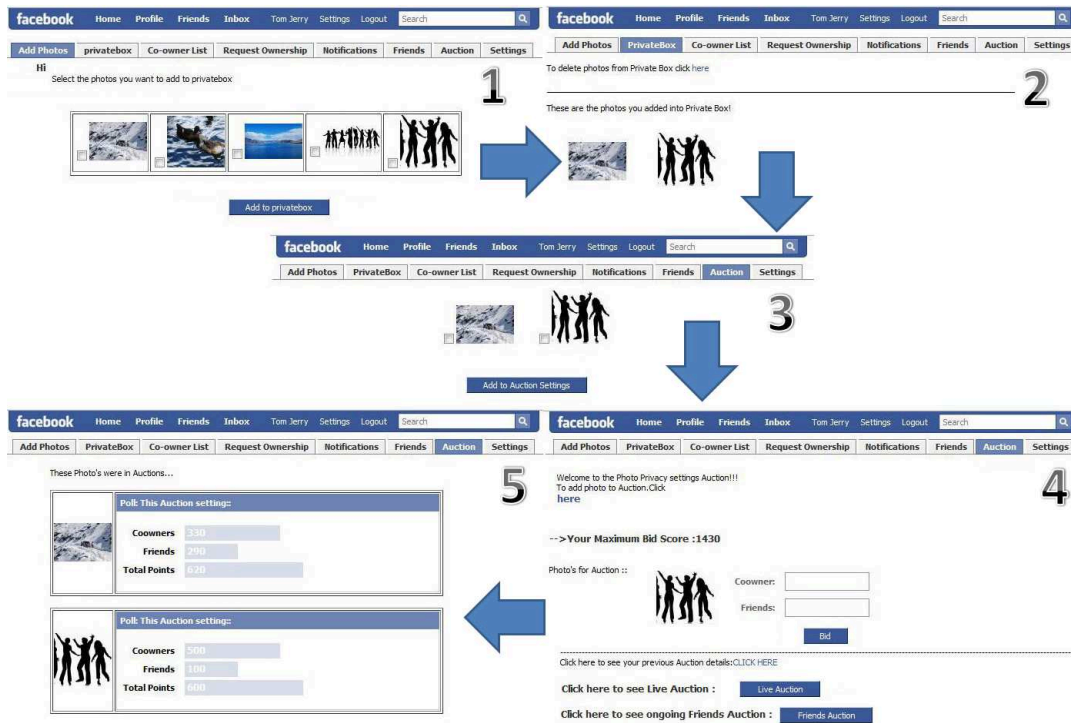 facebook Home Profile Friends Inbox Tom Jerry Settings Logout Search
Add Photos privatebox Co-owner List Request Ownership Notifications Friends Auction Settings
Hi
Select the photos you want to add to privatebox
1
Add to privatebox
facebook Home Profile Friends Inbox Tom Jerry Settings Logout Search
Add Photos PrivateBox Co-owner List Request Ownership Notifications Friends Auction Settings
To delete photos from Private Box click here
2
These are the photos you added into Private Box!
facebook Home Profile Friends Inbox Tom Jerry Settings Logout Search
Add Photos PrivateBox Co-owner List Request Ownership Notifications Friends Auction Settings
3
Add to Auction Settings
facebook Home Profile Friends Inbox Tom Jerry Settings Logout Search
Add Photos PrivateBox Co-owner List Request Ownership Notifications Friends Auction Settings
Welcome to the Photo Privacy settings Auction!!!
To add photo to Auction.Click
here
4
-->Your Maximum Bid Score :1430
Photo's for Auction ::
Coowner:
Friends:
Bid
Click here to see your previous Auction details:CLICK HERE
Click here to see Live Auction : Live Auction
Click here to see ongoing Friends Auction : Friends Auction
facebook Home Profile Friends Inbox Tom Jerry Settings Logout Search
Add Photos PrivateBox Co-owner List Request Ownership Notifications Friends Auction Settings
These Photo's were in Auctions...
5
Poll: This Auction setting::
Coowners 330
Friends 290
Total Points 620
Poll: This Auction setting::
Coowners 500
Friends 100
Total Points 600